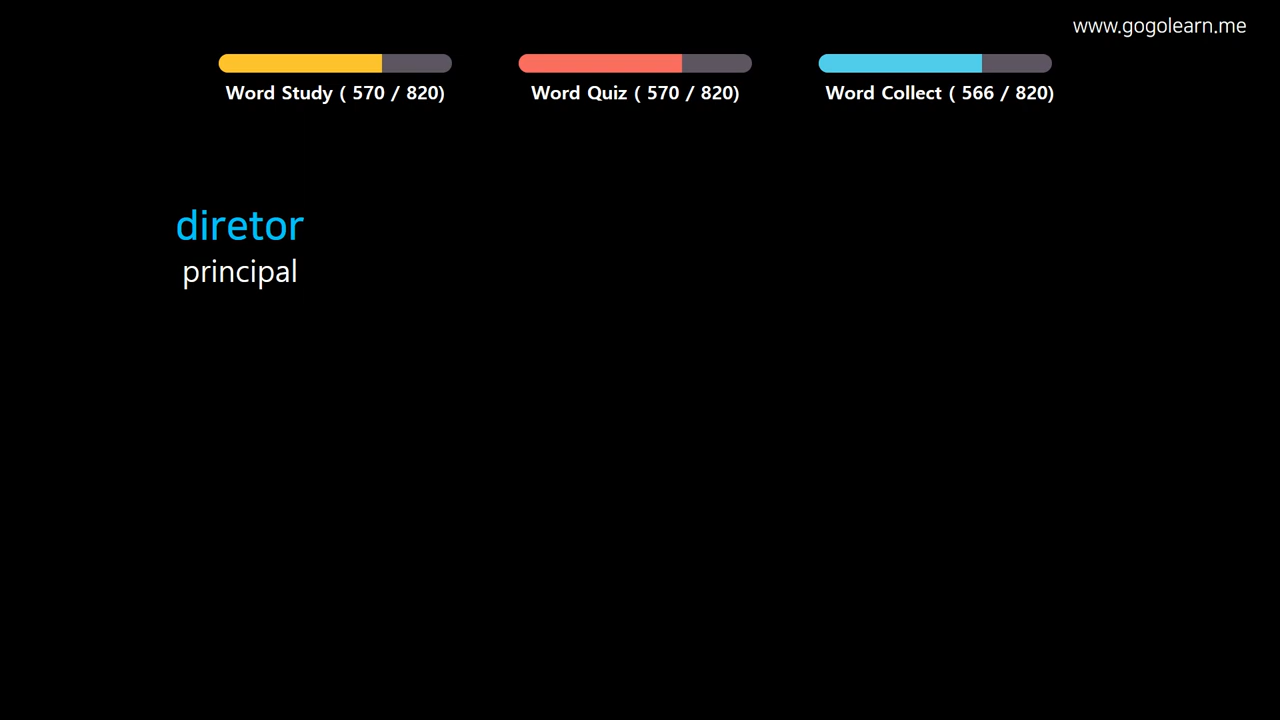 www.gogolearn.me
Word Study ( 570 / 820)
Word Quiz ( 570 / 820)
Word Collect ( 566 / 820)
diretor
principal